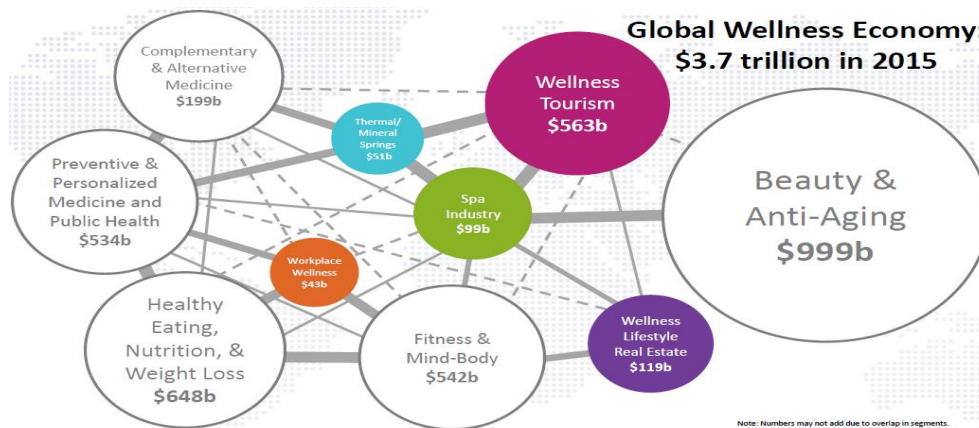 Global Wellness Economy:
$3.7 trillion in 2015
Complementary
& Alternative
Medicine
$199b
Wellness
Tourism
$563b
Thermal/
Mineral
Springs
$51b
Beauty &
Anti-Aging
$999b
Preventive &
Personalized
Medicine and
Public Health
$534b
Spa
Industry
$99b
Workplace
Wellness
$43b
Healthy
Eating,
Nutrition, &
Weight Loss
$648b
Fitness &
Mind-Body
$542b
Wellness
Lifestyle
Real Estate
$119b
Note: Numbers may not add due to overlap in segments.